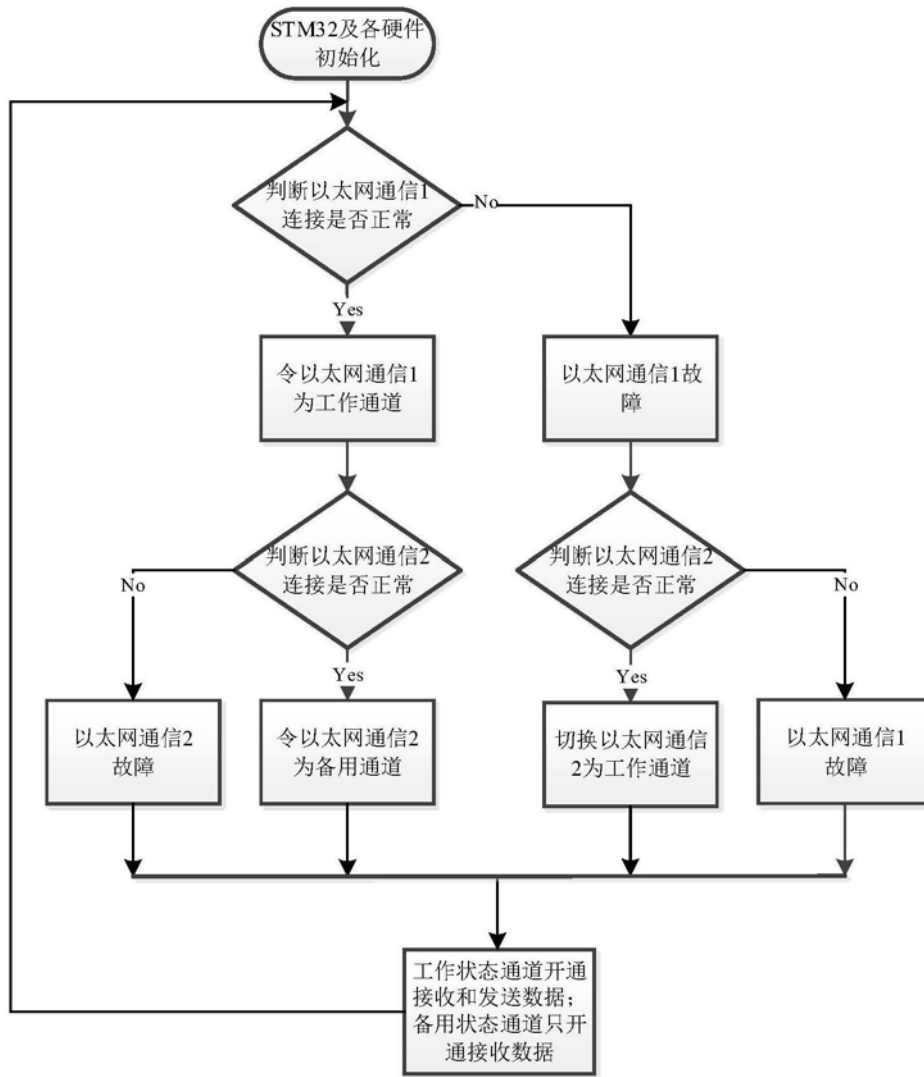 STM32及各硬件
初始化
判断以太网通信1
连接是否正常
No
Yes
令以太网通信1
为工作通道
以太网通信1故
障
判断以太网通信2
连接是否正常
判断以太网通信2
连接是否正常
No
Yes
Yes
No
以太网通信2
故障
令以太网通信2
为备用通道
切换以太网通信
2为工作通道
以太网通信1
故障
工作状态通道开通
接收和发送数据；
备用状态通道只开
通接收数据